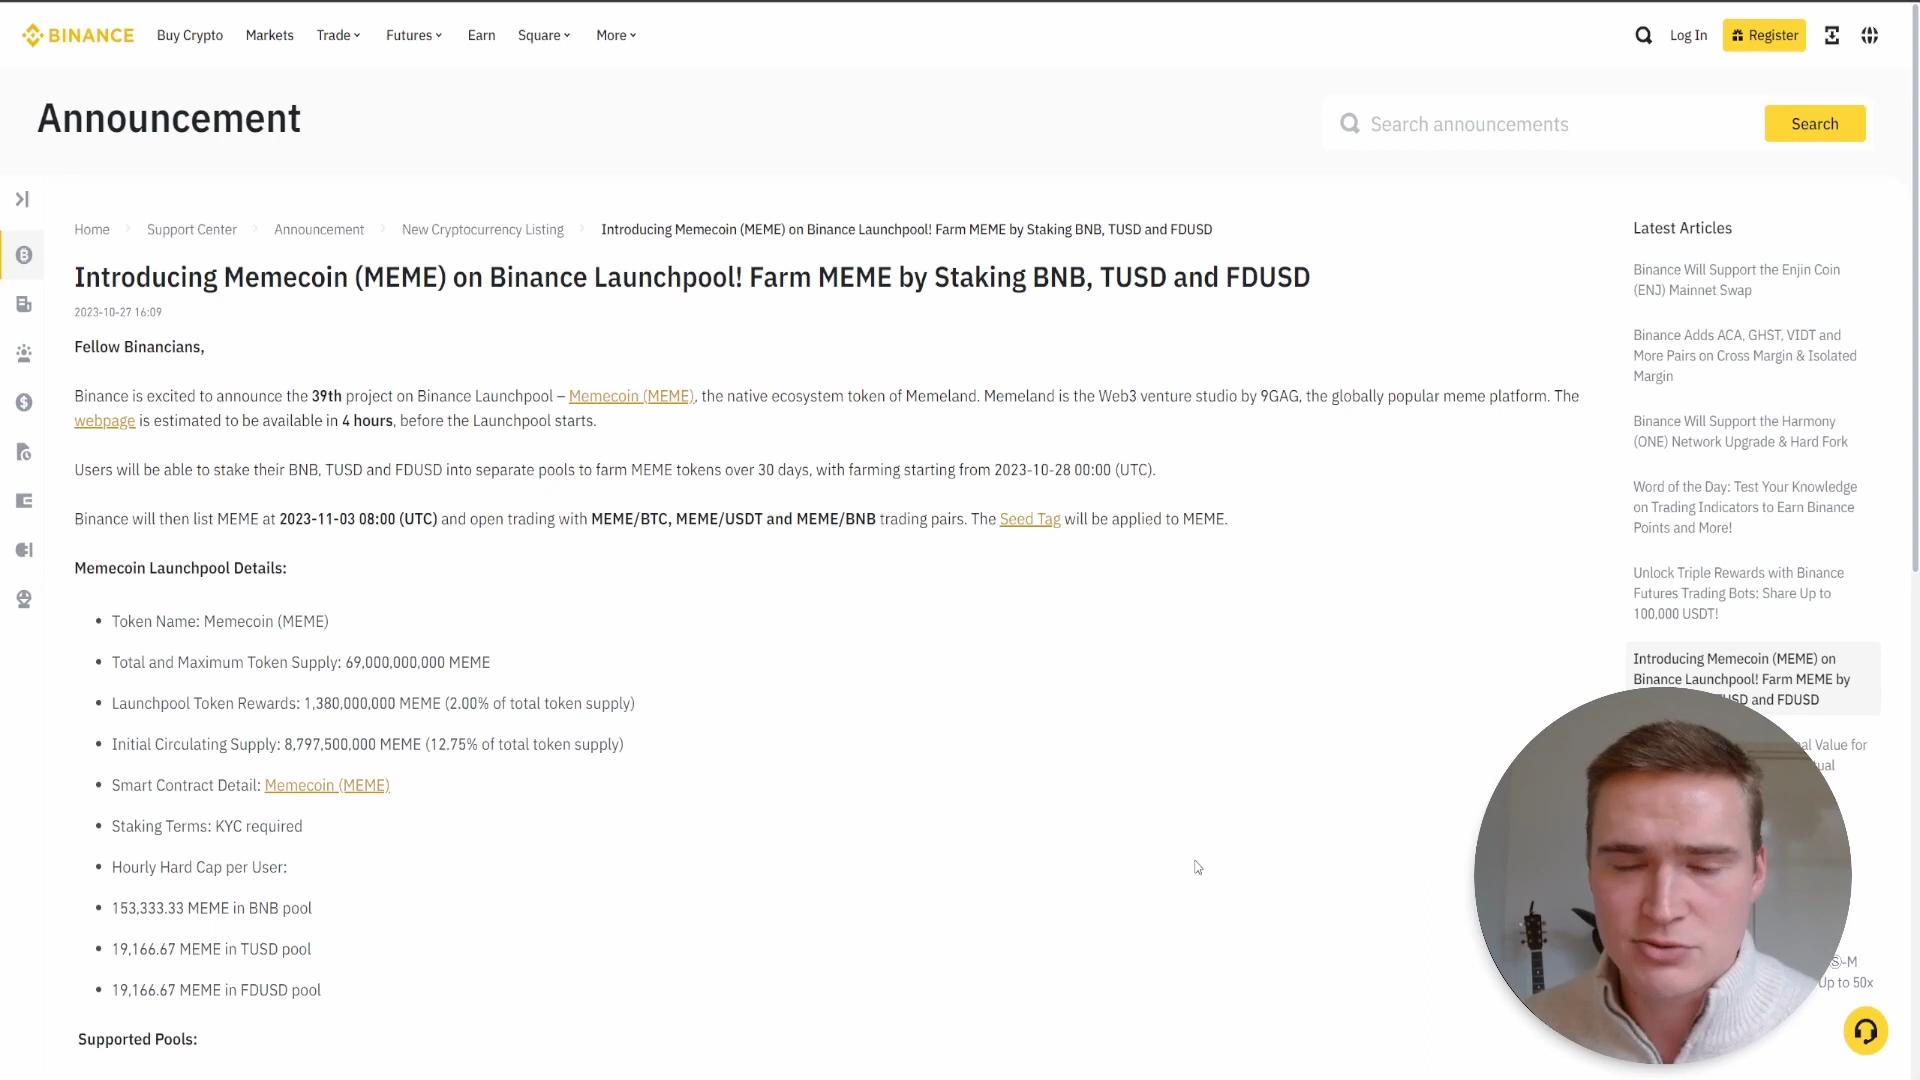 BINANCE
Buy Crypto
Markets
Trade
Futures
Earn
Square
More
Log In
Register
Announcement
Search announcements
Search
Home
Support Center
Announcement
New Cryptocurrency Listing
Introducing Memecoin (MEME) on Binance Launchpool! Farm MEME by Staking BNB, TUSD and FDUSD
Introducing Memecoin (MEME) on Binance Launchpool! Farm MEME by Staking BNB, TUSD and FDUSD
2023-10-27 16:09
Fellow Binancians,
Binance is excited to announce the 39th project on Binance Launchpool – Memecoin (MEME), the native ecosystem token of Memeland. Memeland is the Web3 venture studio by 9GAG, the globally popular meme platform. The
webpage is estimated to be available in 4 hours, before the Launchpool starts.
Users will be able to stake their BNB, TUSD and FDUSD into separate pools to farm MEME tokens over 30 days, with farming starting from 2023-10-28 00:00 (UTC).
Binance will then list MEME at 2023-11-03 08:00 (UTC) and open trading with MEME/BTC, MEME/USDT and MEME/BNB trading pairs. The Seed Tag will be applied to MEME.
Memecoin Launchpool Details:
• Token Name: Memecoin (MEME)
• Total and Maximum Token Supply: 69,000,000,000 MEME
• Launchpool Token Rewards: 1,380,000,000 MEME (2.00% of total token supply)
• Initial Circulating Supply: 8,797,500,000 MEME (12.75% of total token supply)
• Smart Contract Detail: Memecoin (MEME)
• Staking Terms: KYC required
• Hourly Hard Cap per User:
• 153,333.33 MEME in BNB pool
• 19,166.67 MEME in TUSD pool
• 19,166.67 MEME in FDUSD pool
Supported Pools:
Latest Articles
Binance Will Support the Enjin Coin
(ENJ) Mainnet Swap
Binance Adds ACA, GHST, VIDT and
More Pairs on Cross Margin & Isolated
Margin
Binance Will Support the Harmony
(ONE) Network Upgrade & Hard Fork
Word of the Day: Test Your Knowledge
on Trading Indicators to Earn Binance
Points and More!
Unlock Triple Rewards with Binance
Futures Trading Bots: Share Up to
100,000 USDT!
Introducing Memecoin (MEME) on
Binance Launchpool! Farm MEME by
and FDUSD
Value for
Up to 50x